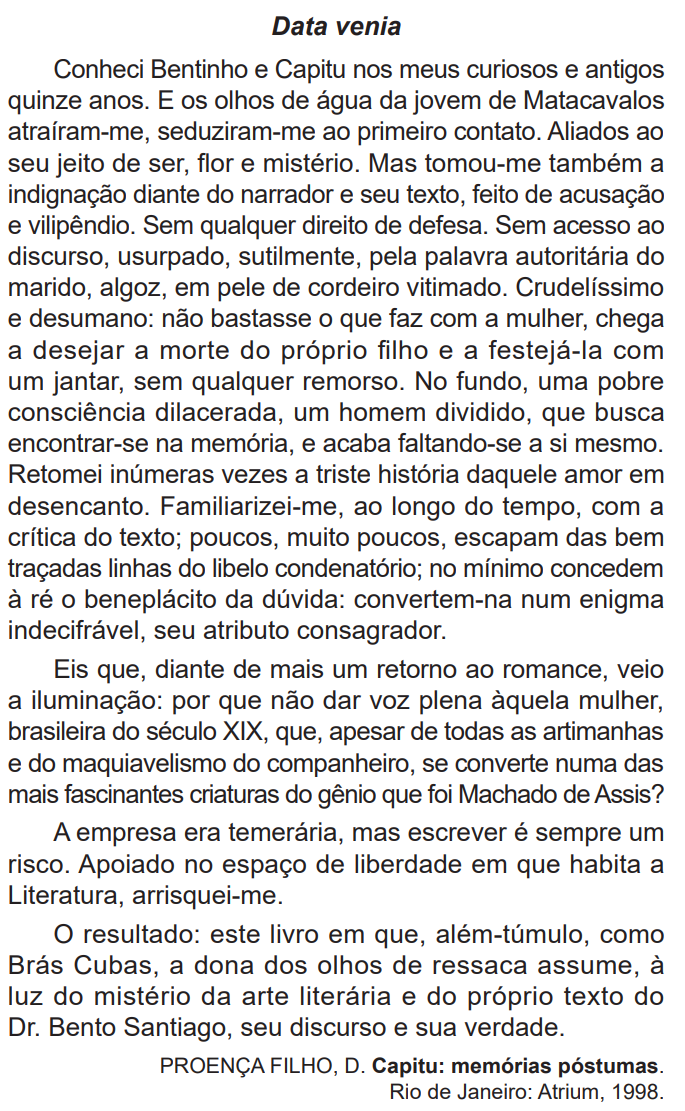 Data venia
Conheci Bentinho e Capitu nos meus curiosos e antigos
quinze anos. E os olhos de água da jovem de Matacavalos
atraíram-me, seduziram-me ao primeiro contato. Aliados ao
seu jeito de ser, flor e mistério. Mas tomou-me também a
indignação diante do narrador e seu texto, feito de acusação
e vilipêndio. Sem qualquer direito de defesa. Sem acesso ao
discurso, usurpado, sutilmente, pela palavra autoritária do
marido, algoz, em pele de cordeiro vitimado. Crudelíssimo
e desumano: não bastasse o que faz com a mulher, chega
a desejar a morte do próprio filho e a festejá-la com
um jantar, sem qualquer remorso. No fundo, uma pobre
consciência dilacerada, um homem dividido, que busca
encontrar-se na memória, e acaba faltando-se a si mesmo.
Retomei inúmeras vezes a triste história daquele amor em
desencanto. Familiarizei-me, ao longo do tempo, com a
crítica do texto; poucos, muito poucos, escapam das bem
traçadas linhas do libelo condenatório; no mínimo concedem
à ré o beneplácito da dúvida: convertem-na num enigma
indecifrável, seu atributo consagrador.
Eis que, diante de mais um retorno ao romance, veio
a iluminação: por que não dar voz plena àquela mulher,
brasileira do século XIX, que, apesar de todas as artimanhas
e do maquiavelismo do companheiro, se converte numa das
mais fascinantes criaturas do gênio que foi Machado de Assis?
A empresa era temerária, mas escrever é sempre um
risco. Apoiado no espaço de liberdade em que habita a
Literatura, arrisquei-me.
O resultado: este livro em que, além-túmulo, como
Brás Cubas, a dona dos olhos de ressaca assume, à
luz do mistério da arte literária e do próprio texto do
Dr. Bento Santiago, seu discurso e sua verdade.
PROENÇA FILHO, D. Capitu: memórias póstumas.
Rio de Janeiro: Atrium, 1998.